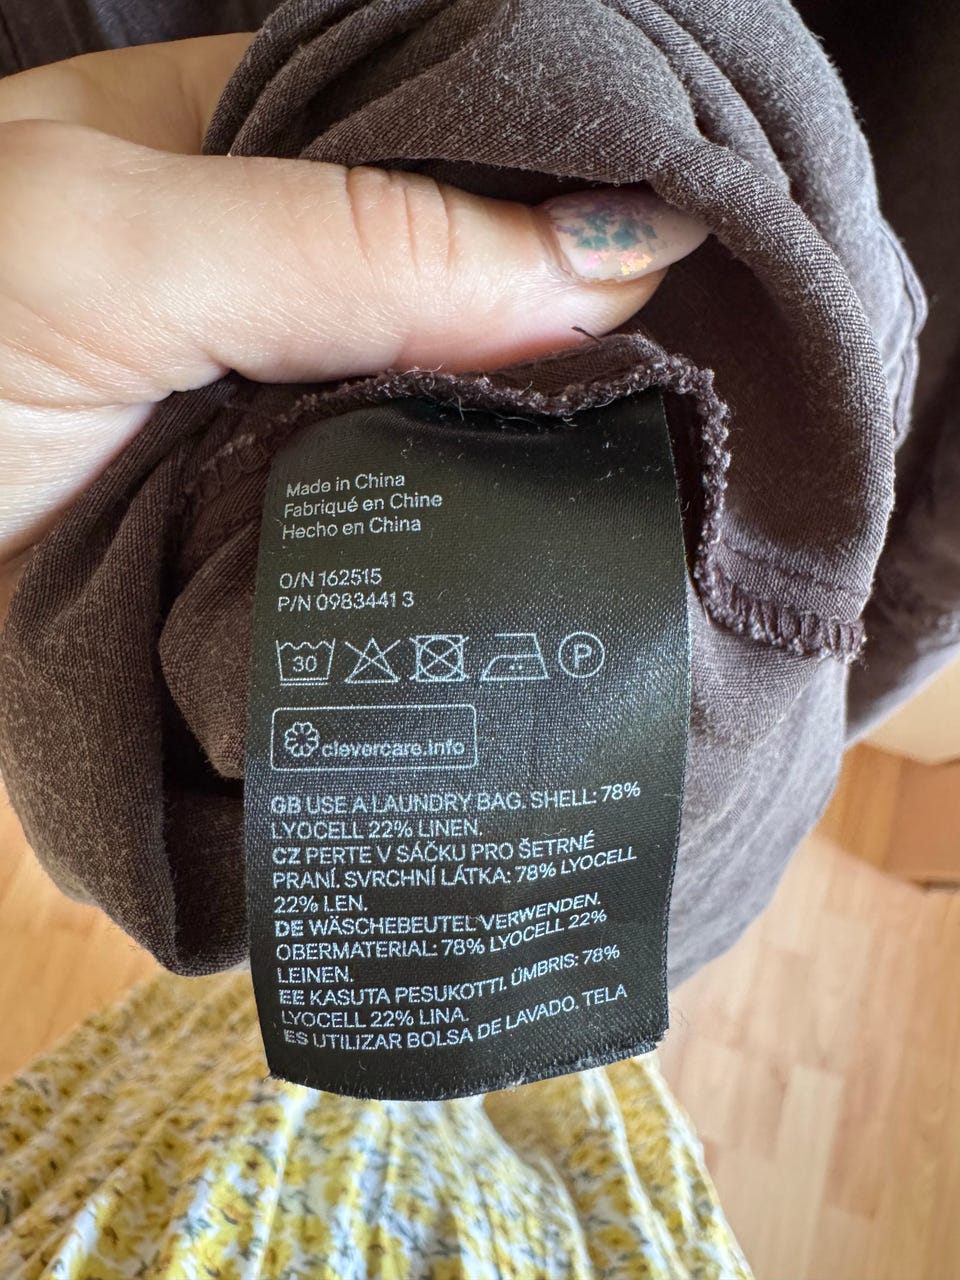 Made in China
Fabriqué en Chine
Hecho en China
O/N 162515
P/N 0983441 3
30
P
clevercare.info
GB USE A LAUNDRY BAG. SHELL: 78%
LYOCELL 22% LINEN.
CZ PERTE V SÁČKU PRO ŠETRNÉ
PRANÍ. SVRCHNÍ LÁTKA: 78% LYOCELL
22% LEN.
DE WÄSCHEBEUTEL VERWENDEN.
OBERMATERIAL: 78% LYOCELL 22%
LEINEN.
EE KASUTA PESUKOTTI. ÜMBRIS: 78%
LYOCELL 22% LINA.
ES UTILIZAR BOLSA DE LAVADO. TELA